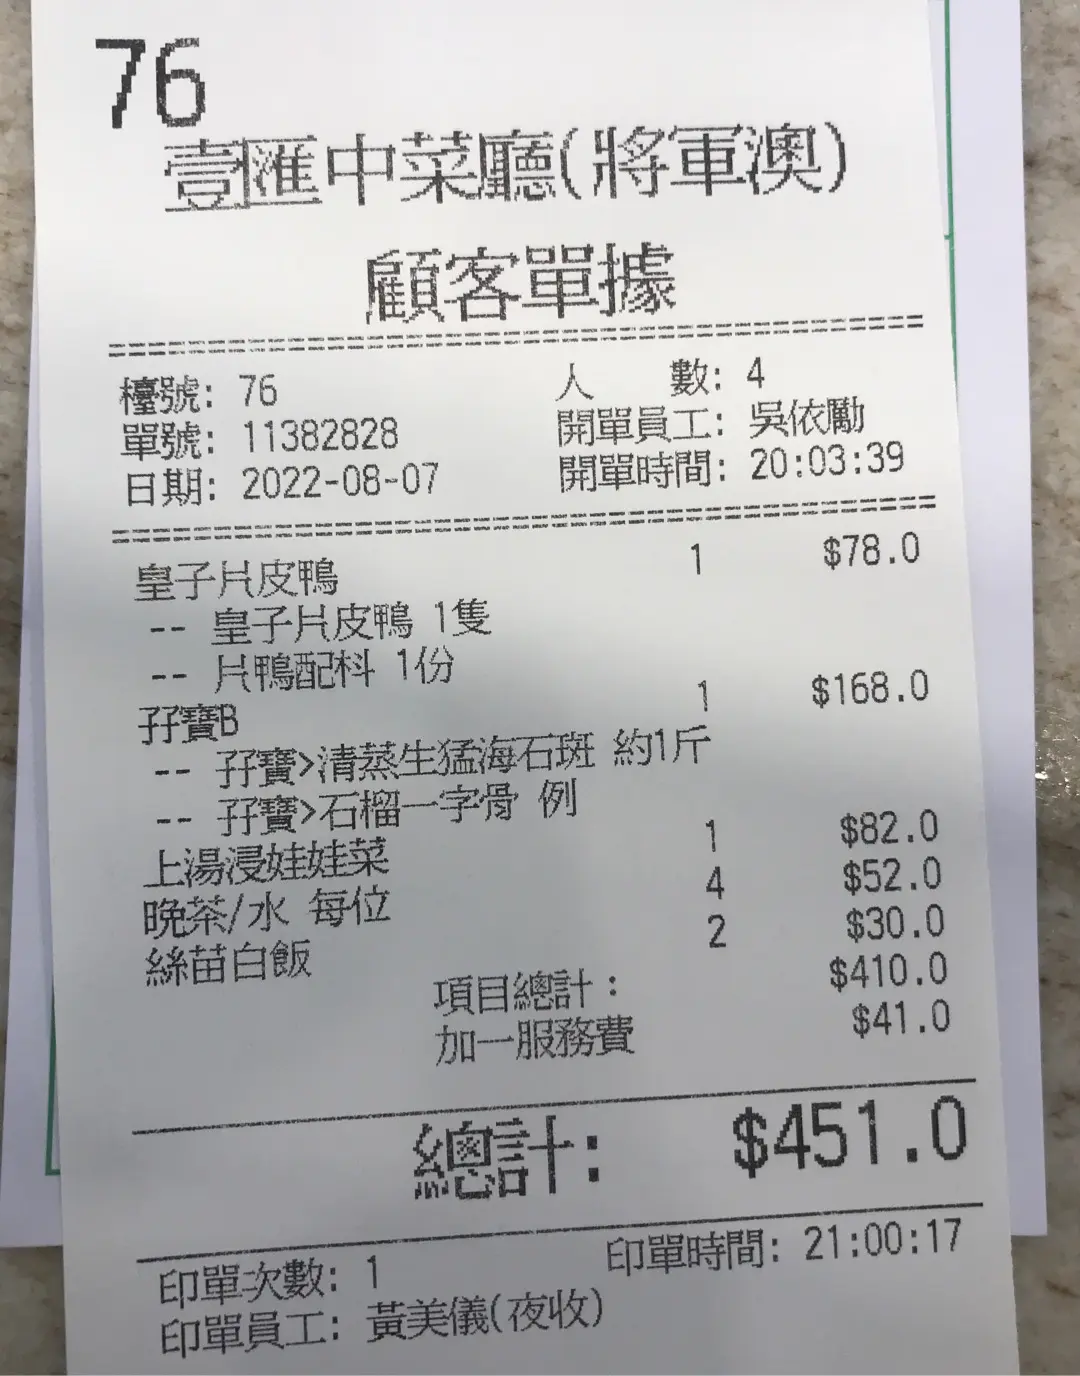 76
壹匯中菜廳(將軍澳)
顧客單據
檯號: 76 人 數: 4
單號: 11382828 開單員工: 吳依勵
日期: 2022-08-07 開單時間: 20:03:39
皇子片皮鴨 1 $78.0
-- 皇子片皮鴨 1隻
-- 片鴨配料 1份
孖寶B 1 $168.0
-- 孖寶>清蒸生猛海石斑 約1斤
-- 孖寶>石榴一字骨 例
上湯浸娃娃菜 1 $82.0
晚茶/水 每位 4 $52.0
絲苗白飯 2 $30.0
項目總計： $410.0
加一服務費 $41.0
總計: $451.0
印單次數: 1 印單時間: 21:00:17
印單員工: 黃美儀(夜收)